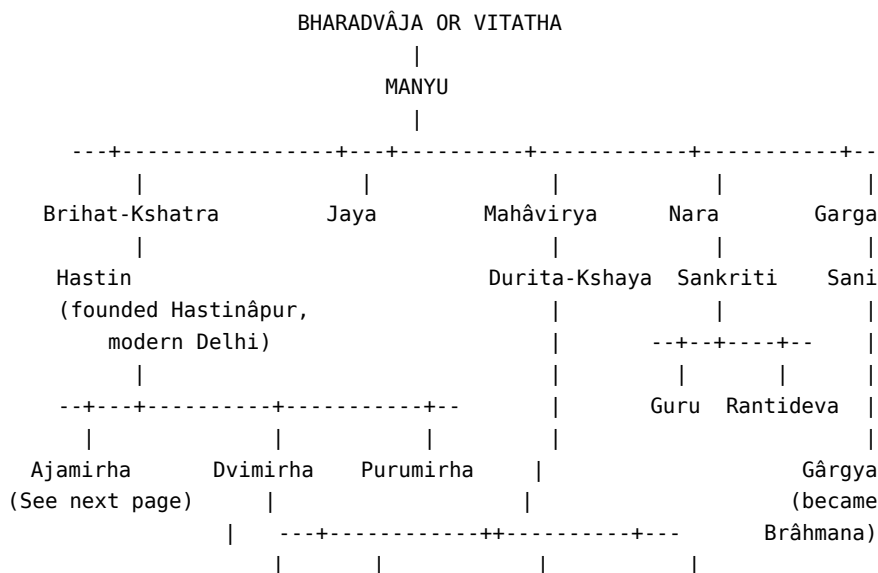 BHARADVÂJA OR VITATHA
|
MANYU
|
---+-----------------+---+----------+------------+-----------+--
| | | | |
Brihat-Kshatra Jaya Mahâvirya Nara Garga
| | | |
Hastin Durita-Kshaya Sankriti Sani
(founded Hastinâpur, | | |
modern Delhi) | --+--+----+-- |
| | | | |
--+---+----------+-----------+-- | Guru Rantideva |
| | | | |
Ajamirha Dvimirha Purumirha | Gârgya
(See next page) | | (became
| ---+------------++----------+--- Brâhmana)
| | | |